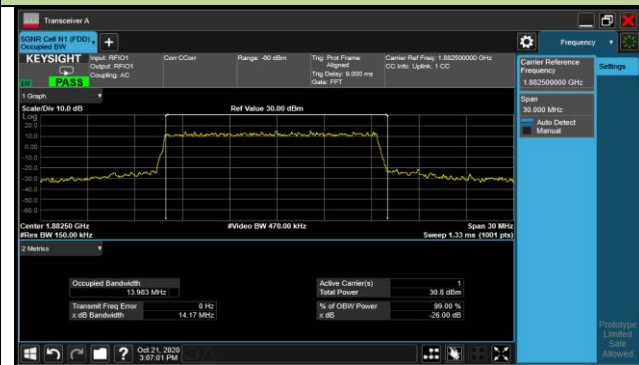 Transceiver A
5GNR Cell N1 (FDD)
Occupied BW
KEYSIGHT
Input: RFIO1
Output: RFIO1
Coupling: AC
Corr CCorr
Range: -60 dBm
Trig: Prot Frame
Aligned
Trig Delay: 9.000 ms
Gate: FFT
Carrier Ref Freq: 1.882500000 GHz
CC Info: Uplink, 1 CC
PASS
1 Graph
Scale/Div 10.0 dB
Ref Value 30.00 dBm
Log
20.0
10.0
0.00
-10.0
-20.0
-30.0
-40.0
-50.0
-60.0
Center 1.88250 GHz
#Video BW 470.00 kHz
Span 30 MHz
#Res BW 150.00 kHz
Sweep 1.33 ms (1001 pts)
2 Metrics
Occupied Bandwidth
13.983 MHz
Active Carrier(s) 1
Total Power 30.8 dBm
Transmit Freq Error 0 Hz
x dB Bandwidth 14.17 MHz
% of OBW Power 99.00 %
x dB -26.00 dB
Oct 21, 2020
3:07:01 PM
Frequency
Carrier Reference
Frequency
1.882500000 GHz
Settings
Span
30.000 MHz
Auto Detect
Manual
Prototype
Limited
Sale
Allowed